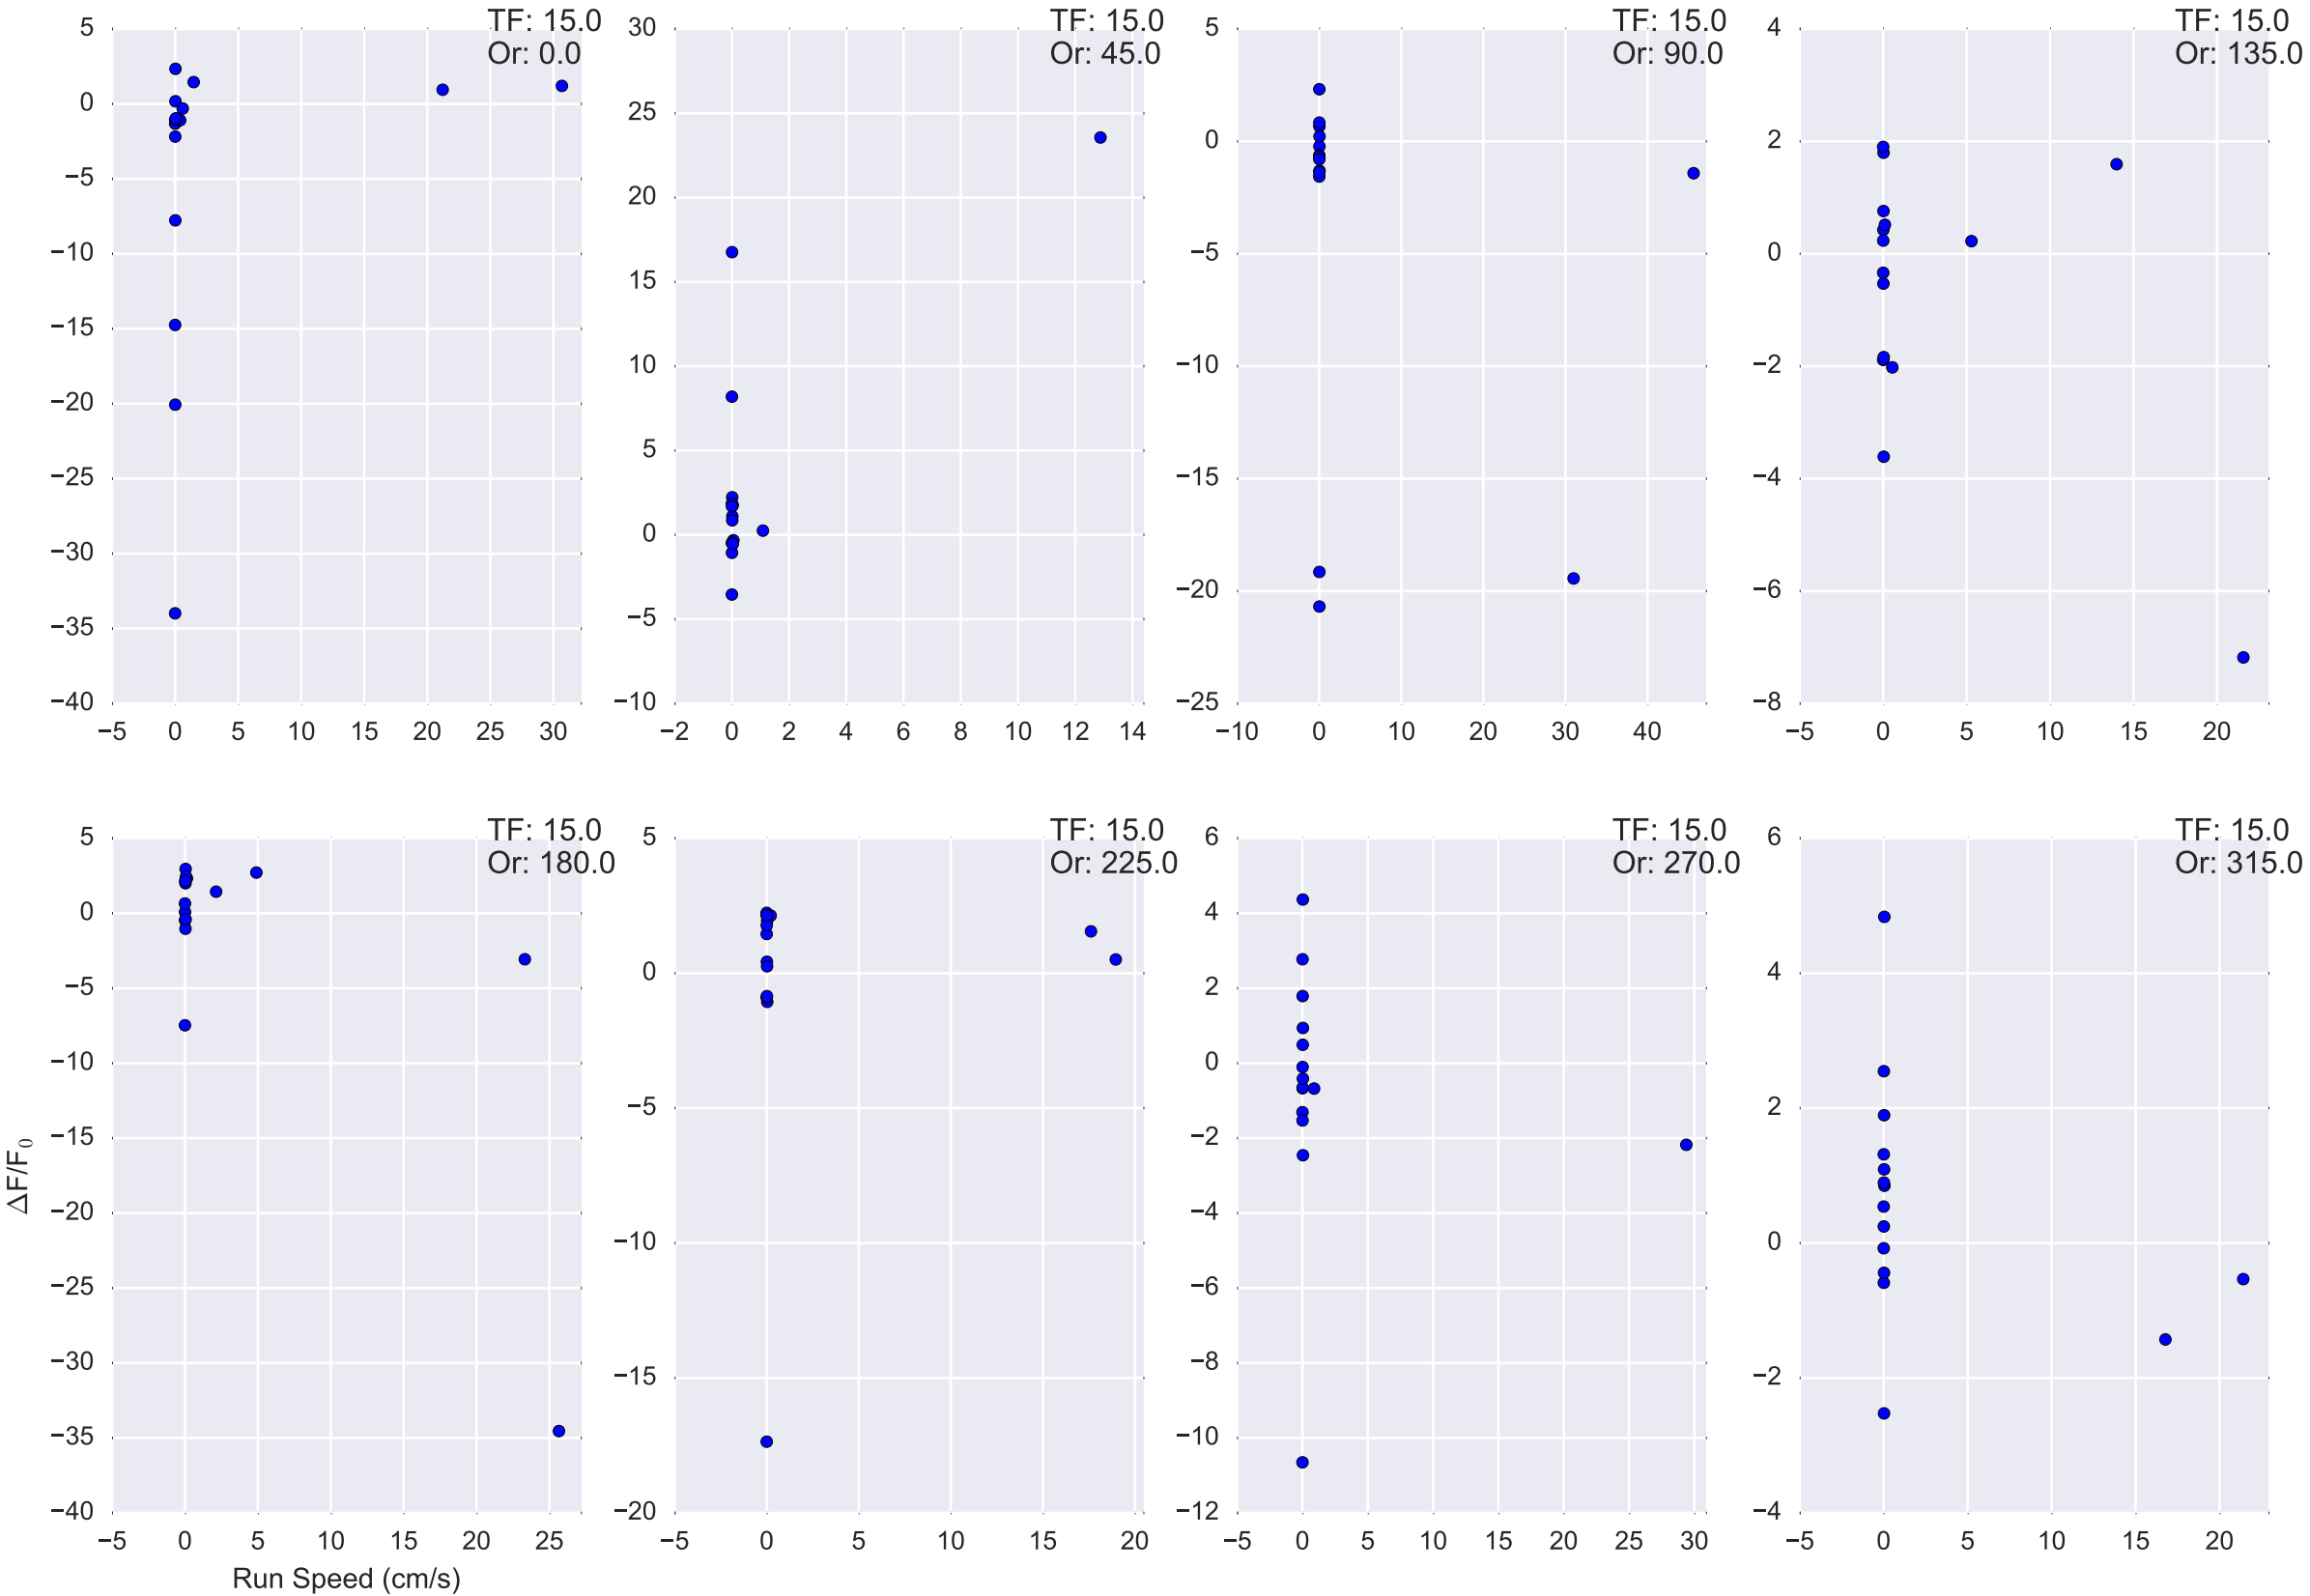 TF: 15.0
Or: 0.0
5
0
−5
−10
−15
−20
−25
−30
−35
−40
−5 0 5 10 15 20 25 30
TF: 15.0
Or: 45.0
30
25
20
15
10
5
0
−5
−10
−2 0 2 4 6 8 10 12 14
TF: 15.0
Or: 90.0
5
0
−5
−10
−15
−20
−25
−10 0 10 20 30 40
TF: 15.0
Or: 135.0
4
2
0
−2
−4
−6
−8
−5 0 5 10 15 20
TF: 15.0
Or: 180.0
5
0
−5
−10
−15
−20
−25
−30
−35
−40
−5 0 5 10 15 20 25
ΔF/F₀
Run Speed (cm/s)
TF: 15.0
Or: 225.0
5
0
−5
−10
−15
−20
−5 0 5 10 15 20
TF: 15.0
Or: 270.0
6
4
2
0
−2
−4
−6
−8
−10
−12
−5 0 5 10 15 20 25 30
TF: 15.0
Or: 315.0
6
4
2
0
−2
−4
−5 0 5 10 15 20